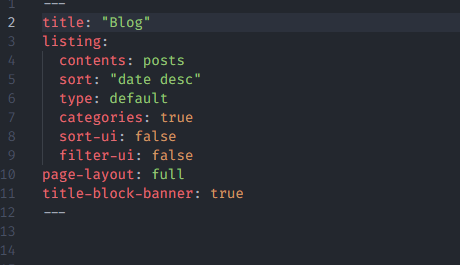 1 ---
2 title: "Blog"
3 listing:
4   contents: posts
5   sort: "date desc"
6   type: default
7   categories: true
8   sort-ui: false
9   filter-ui: false
10 page-layout: full
11 title-block-banner: true
12 ---
13
14